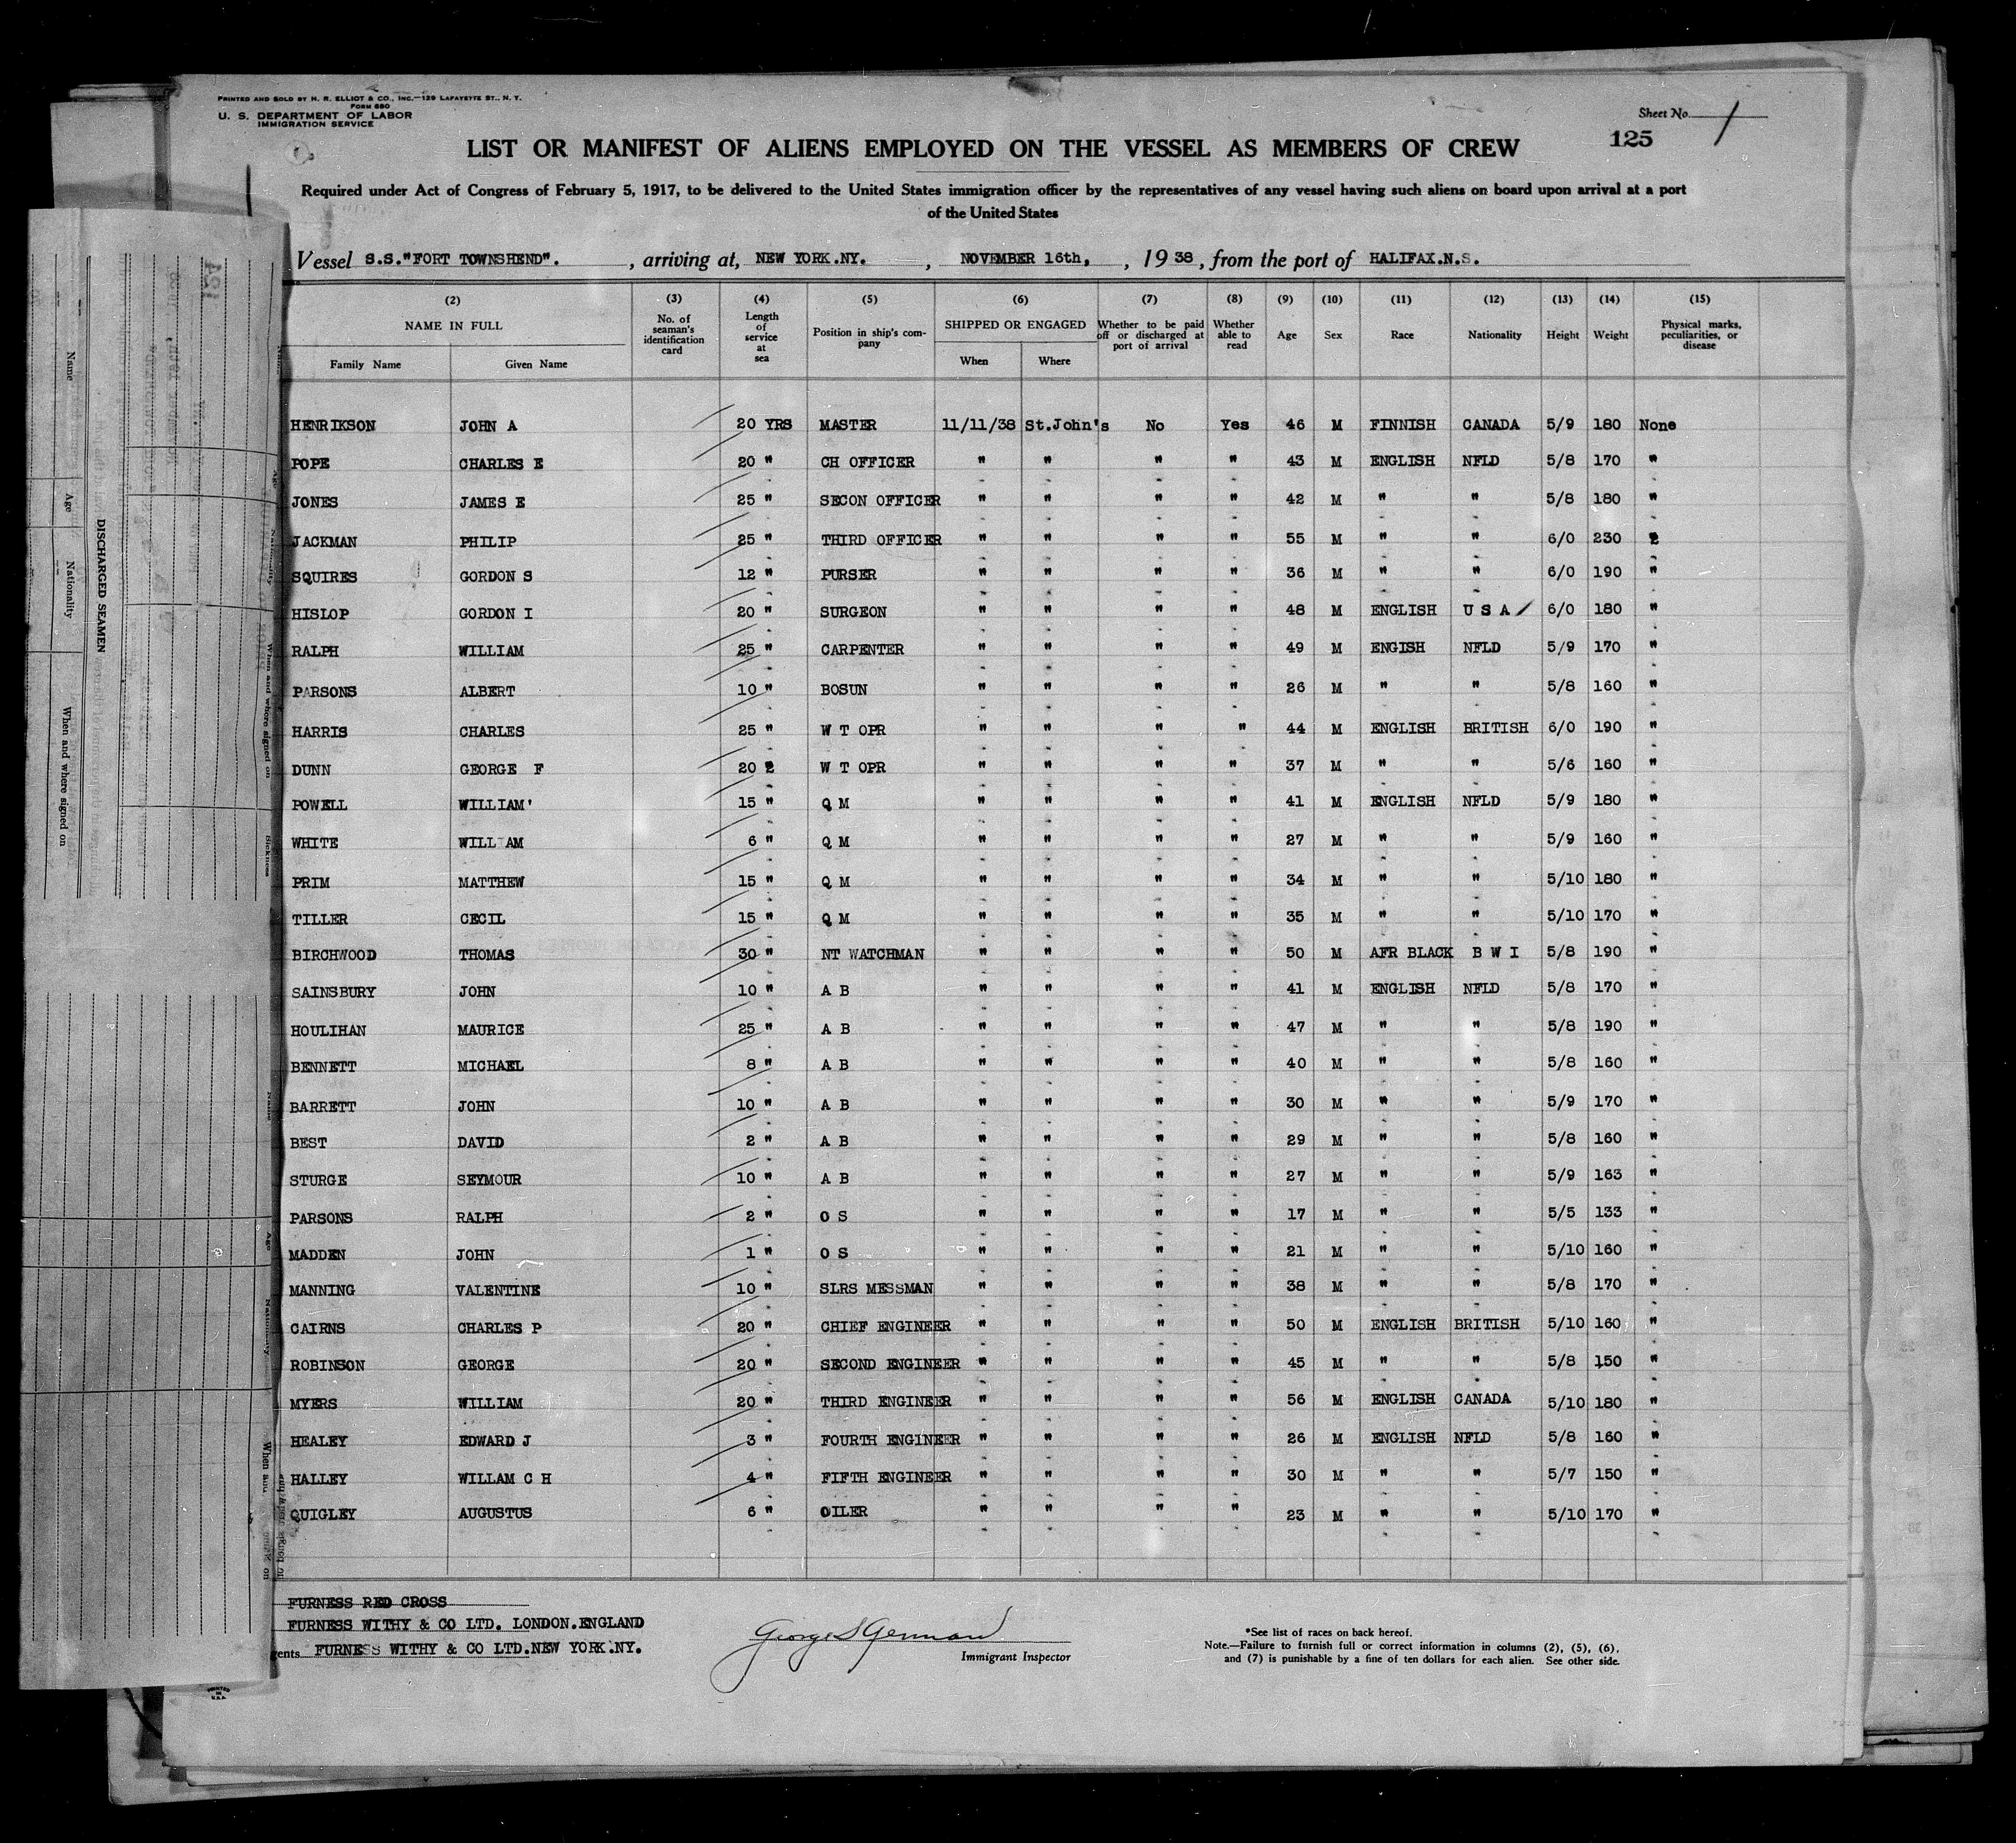 PRINTED AND SOLD BY H. R. ELLIOT & CO., INC.—129 LAFAYETTE ST., N. Y.
FORM 680
U. S. DEPARTMENT OF LABOR
IMMIGRATION SERVICE
Sheet No. 1
125
LIST OR MANIFEST OF ALIENS EMPLOYED ON THE VESSEL AS MEMBERS OF CREW
Required under Act of Congress of February 5, 1917, to be delivered to the United States immigration officer by the representatives of any vessel having such aliens on board upon arrival at a port
of the United States
Vessel S.S."FORT TOWNSHEND". , arriving at, NEW YORK.NY. , NOVEMBER 16th, , 1938, from the port of HALIFAX.N.S.
(2) (3) (4) (5) (6) (7) (8) (9) (10) (11) (12) (13) (14) (15)
NAME IN FULL No. of seaman's identification card Length of service at sea Position in ship's company SHIPPED OR ENGAGED Whether to be paid off or discharged at port of arrival Whether able to read Age Sex Race Nationality Height Weight Physical marks, peculiarities, or disease
Family Name Given Name When Where
HENRIKSON JOHN A 20 YRS MASTER 11/11/38 St.John's No Yes 46 M FINNISH CANADA 5/9 180 None
POPE CHARLES E 20 " CH OFFICER " " " " 43 M ENGLISH NFLD 5/8 170 "
JONES JAMES E 25 " SECON OFFICER " " " " 42 M " " 5/8 180 "
JACKMAN PHILIP 25 " THIRD OFFICER " " " " 55 M " " 6/0 230 2
SQUIRES GORDON S 12 " PURSER " " " " 36 M " " 6/0 190 "
HISLOP GORDON I 20 " SURGEON " " " " 48 M ENGLISH U S A 6/0 180 "
RALPH WILLIAM 25 " CARPENTER " " " " 49 M ENGISH NFLD 5/9 170 "
PARSONS ALBERT 10 " BOSUN " " " " 26 M " " 5/8 160 "
HARRIS CHARLES 25 " W T OPR " " " " 44 M ENGLISH BRITISH 6/0 190 "
DUNN GEORGE F 20 2 W T OPR " " " " 37 M " " 5/6 160 "
POWELL WILLIAM' 15 " Q M " " " " 41 M ENGLISH NFLD 5/9 180 "
WHITE WILL AM 6 " Q M " " " " 27 M " " 5/9 160 "
PRIM MATTHEW 15 " Q M " " " " 34 M " " 5/10 180 "
TILLER CECIL 15 " Q M " " " " 35 M " " 5/10 170 "
BIRCHWOOD THOMAS 30 " NT WATCHMAN " " " " 50 M AFR BLACK B W I 5/8 190 "
SAINSBURY JOHN 10 " A B " " " " 41 M ENGLISH NFLD 5/8 170 "
HOULIHAN MAURICE 25 " A B " " " " 47 M " " 5/8 190 "
BENNETT MICHAEL 8 " A B " " " " 40 M " " 5/8 160 "
BARRETT JOHN 10 " A B " " " " 30 M " " 5/9 170 "
BEST DAVID 2 " A B " " " " 29 M " " 5/8 160 "
STURGE SEYMOUR 10 " A B " " " " 27 M " " 5/9 163 "
PARSONS RALPH 2 " O S " " " " 17 M " " 5/5 133 "
MADDEN JOHN 1 " O S " " " " 21 M " " 5/10 160 "
MANNING VALENTINE 10 " SLRS MESSMAN " " " " 38 M " " 5/8 170 "
CAIRNS CHARLES P 20 " CHIEF ENGINEER " " " " 50 M ENGLISH BRITISH 5/10 160 "
ROBINSON GEORGE 20 " SECOND ENGINEER " " " " 45 M " " 5/8 150 "
MYERS WILLIAM 20 " THIRD ENGINEER " " " " 56 M ENGLISH CANADA 5/10 180 "
HEALEY EDWARD J 3 " FOURTH ENGINEER " " " " 26 M ENGLISH NFLD 5/8 160 "
HALLEY WILLAM C H 4 " FIFTH ENGINEER " " " " 30 M " " 5/7 150 "
QUIGLEY AUGUSTUS 6 " OILER " " " " 23 M " " 5/10 170 "
FURNESS RED CROSS
FURNESS WITHY & CO LTD. LONDON.ENGLAND
gents FURNESS WITHY & CO LTD.NEW YORK.NY.
George S German
Immigrant Inspector
*See list of races on back hereof.
Note.—Failure to furnish full or correct information in columns (2), (5), (6), and (7) is punishable by a fine of ten dollars for each alien. See other side.
PRINTED IN U.S.A.
DISCHARGED SEAMEN
Name Age Nationality When and where signed on
124